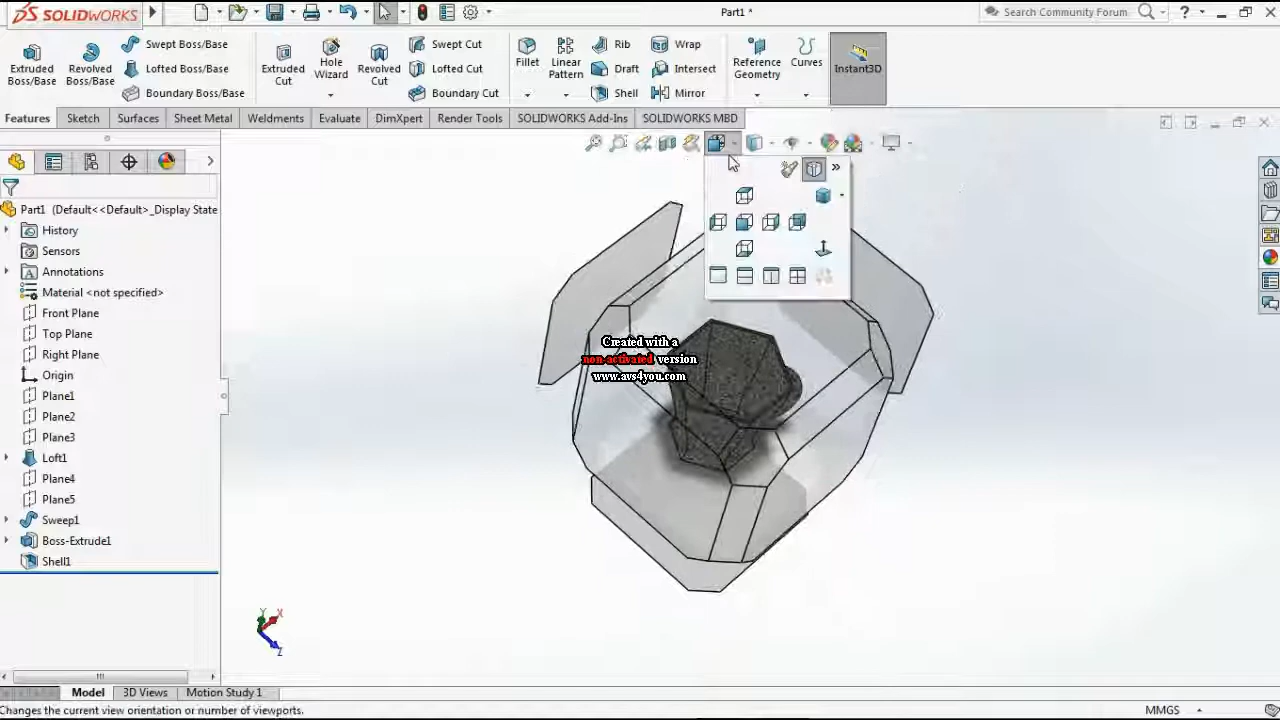 SOLIDWORKS
Part1 *
Search Community Forum
Extruded Boss/Base
Revolved Boss/Base
Swept Boss/Base
Lofted Boss/Base
Boundary Boss/Base
Extruded Cut
Hole Wizard
Revolved Cut
Swept Cut
Lofted Cut
Boundary Cut
Fillet
Linear Pattern
Rib
Draft
Shell
Wrap
Intersect
Mirror
Reference Geometry
Curves
Instant3D
Features
Sketch
Surfaces
Sheet Metal
Weldments
Evaluate
DimXpert
Render Tools
SOLIDWORKS Add-Ins
SOLIDWORKS MBD
Part1 (Default<<Default>_Display State
History
Sensors
Annotations
Material <not specified>
Front Plane
Top Plane
Right Plane
Origin
Plane1
Plane2
Plane3
Loft1
Plane4
Plane5
Sweep1
Boss-Extrude1
Shell1
Created with a
non-activated version
www.avs4you.com
Y
X
Z
Model
3D Views
Motion Study 1
Changes the current view orientation or number of viewports.
MMGS